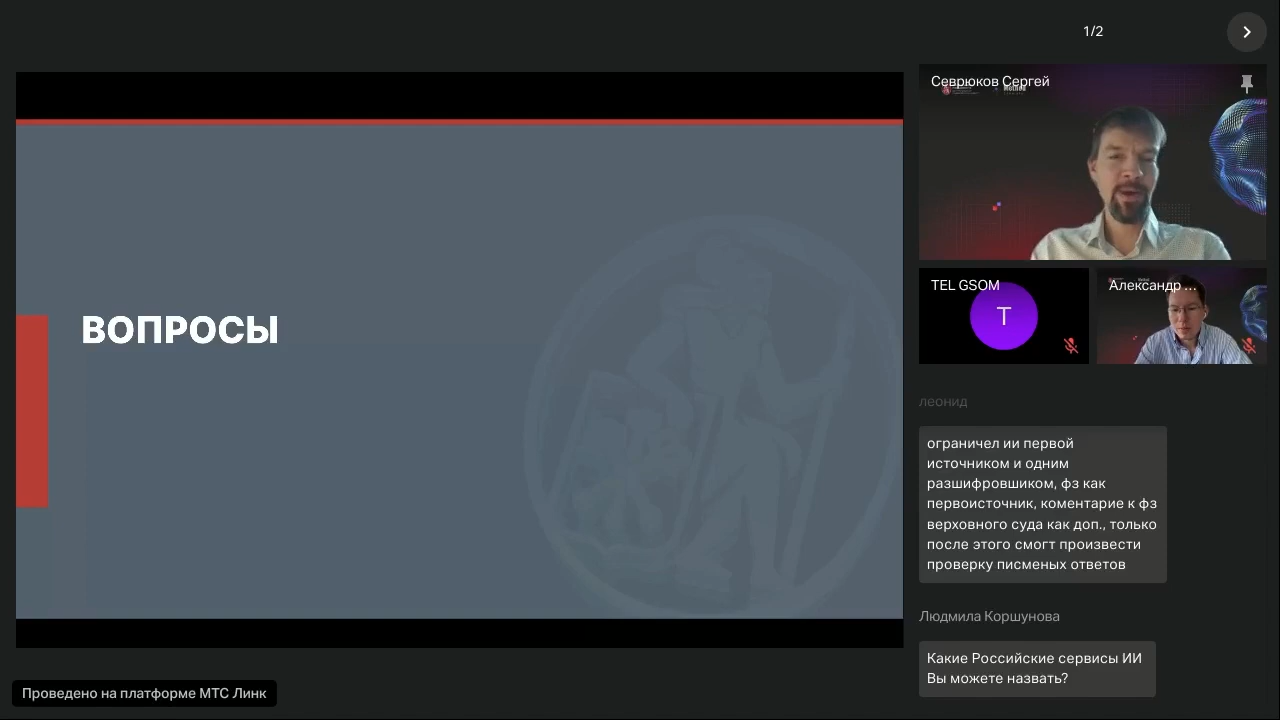 1/2
Севрюков Сергей
TEL GSOM
T
Александр ...
ВОПРОСЫ
леонид
ограничел ии первой
источником и одним
разшифровшиком, фз как
первоисточник, коментарие к фз
верховного суда как доп., только
после этого смогт произвести
проверку писменых ответов
Людмила Коршунова
Какие Российские сервисы ИИ
Вы можете назвать?
Проведено на платформе МТС Линк